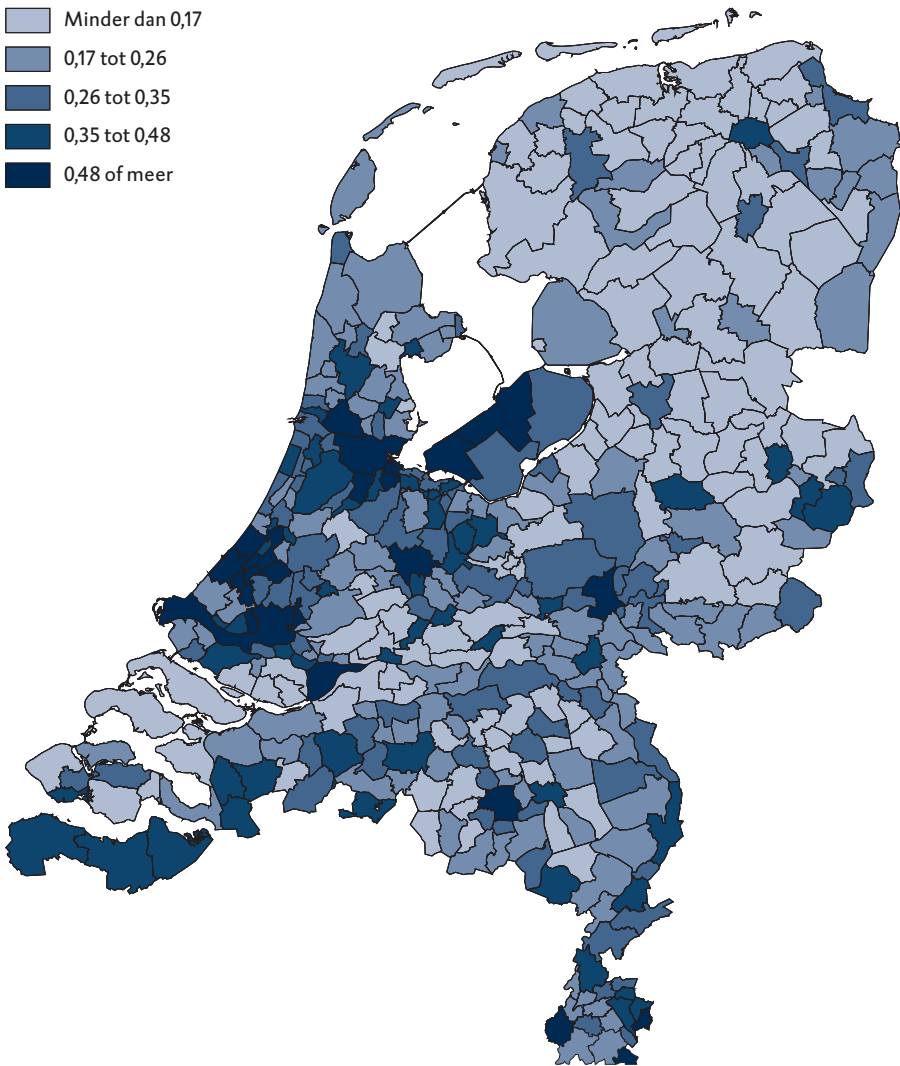 Minder dan 0,17
0,17 tot 0,26
0,26 tot 0,35
0,35 tot 0,48
0,48 of meer